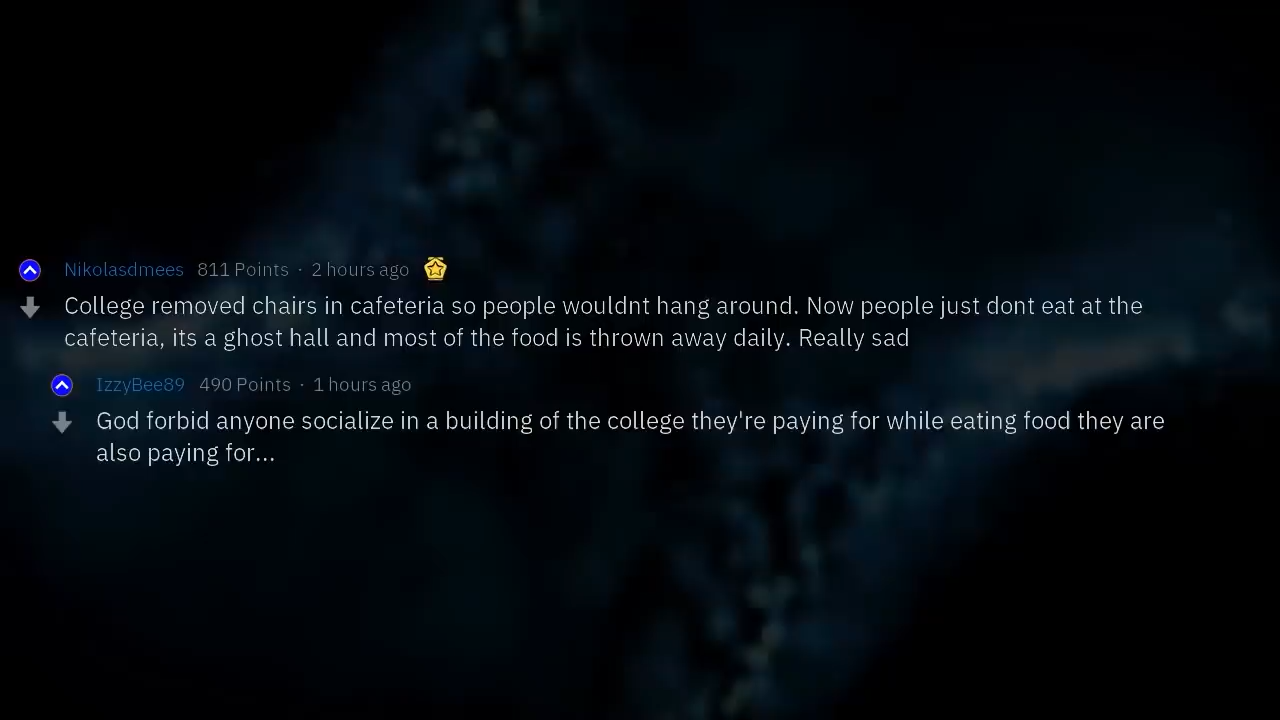 Nikolasdmees 811 Points · 2 hours ago
College removed chairs in cafeteria so people wouldnt hang around. Now people just dont eat at the
cafeteria, its a ghost hall and most of the food is thrown away daily. Really sad
IzzyBee89 490 Points · 1 hours ago
God forbid anyone socialize in a building of the college they're paying for while eating food they are
also paying for...